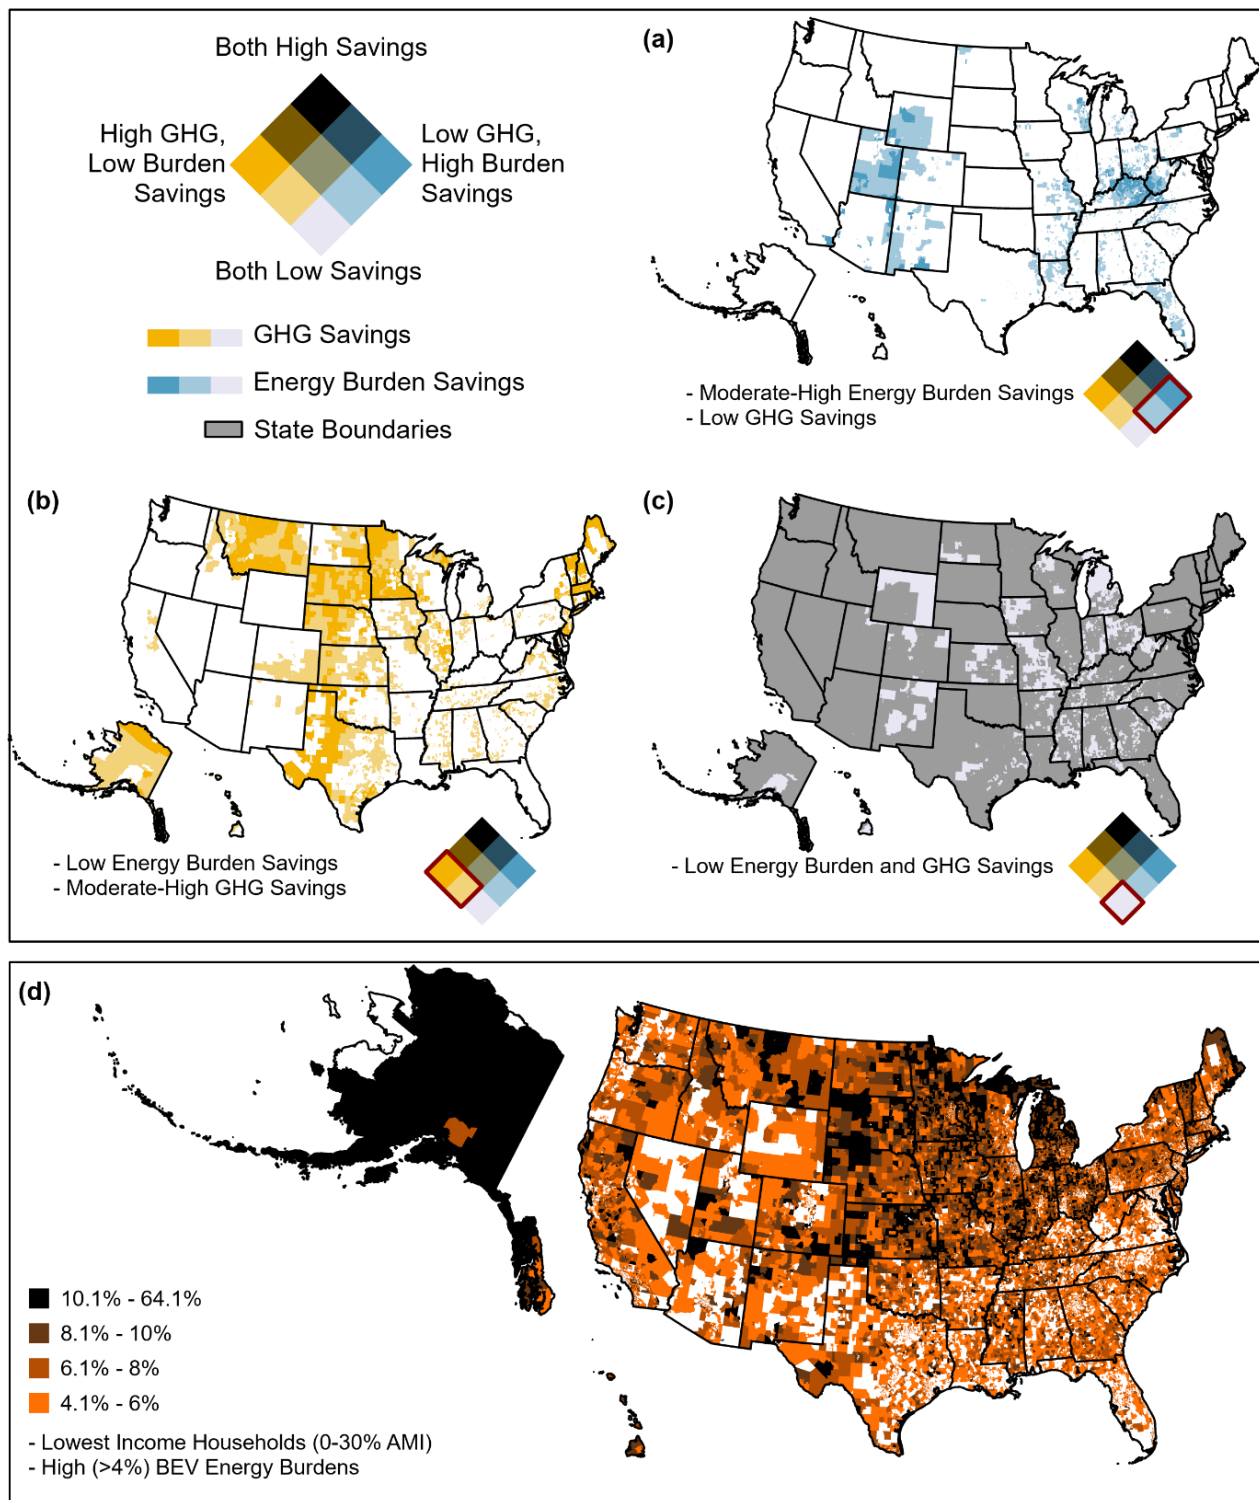 Both High Savings
High GHG,
Low Burden
Savings
Low GHG,
High Burden
Savings
Both Low Savings
GHG Savings
Energy Burden Savings
State Boundaries
(a)
- Moderate-High Energy Burden Savings
- Low GHG Savings
(b)
- Low Energy Burden Savings
- Moderate-High GHG Savings
(c)
- Low Energy Burden and GHG Savings
(d)
10.1% - 64.1%
8.1% - 10%
6.1% - 8%
4.1% - 6%
- Lowest Income Households (0-30% AMI)
- High (>4%) BEV Energy Burdens